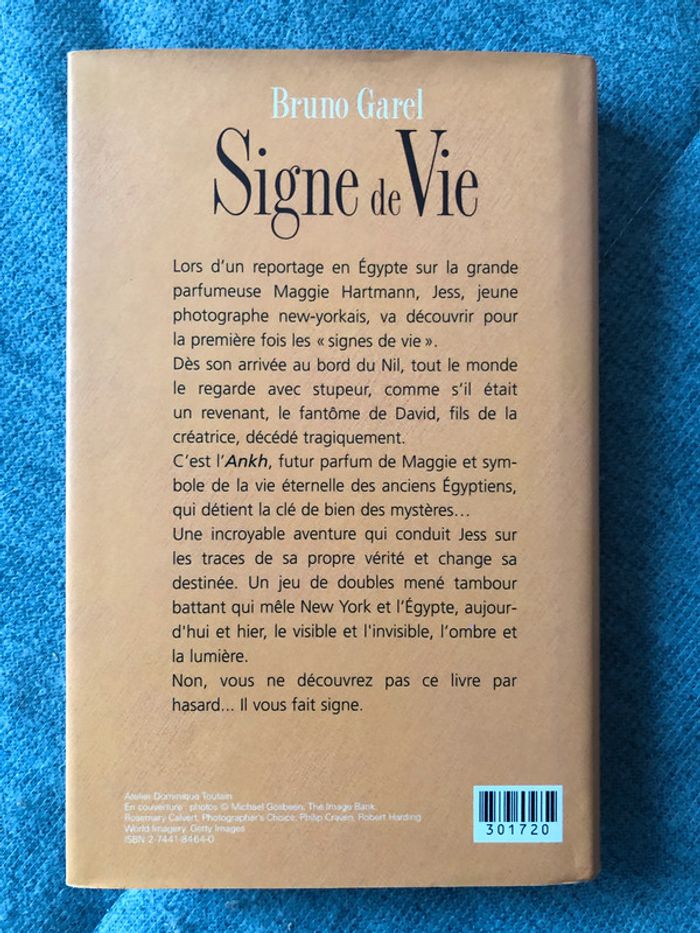 Bruno Garel
Signe de Vie
Lors d'un reportage en Égypte sur la grande
parfumeuse Maggie Hartmann, Jess, jeune
photographe new-yorkais, va découvrir pour
la première fois les « signes de vie ».
Dès son arrivée au bord du Nil, tout le monde
le regarde avec stupeur, comme s'il était
un revenant, le fantôme de David, fils de la
créatrice, décédé tragiquement.
C'est l'Ankh, futur parfum de Maggie et sym-
bole de la vie éternelle des anciens Égyptiens,
qui détient la clé de bien des mystères...
Une incroyable aventure qui conduit Jess sur
les traces de sa propre vérité et change sa
destinée. Un jeu de doubles mené tambour
battant qui mêle New York et l'Égypte, aujour-
d'hui et hier, le visible et l'invisible, l'ombre et
la lumière.
Non, vous ne découvrez pas ce livre par
hasard... Il vous fait signe.
Atelier Dominique Toutain
En couverture : photos © Michael Gosbeen, The Image Bank,
Rosemary Calvert, Photographer's Choice, Philip Craven, Robert Harding
World Imagery, Getty Images
ISBN 2-7441-8464-0
301720